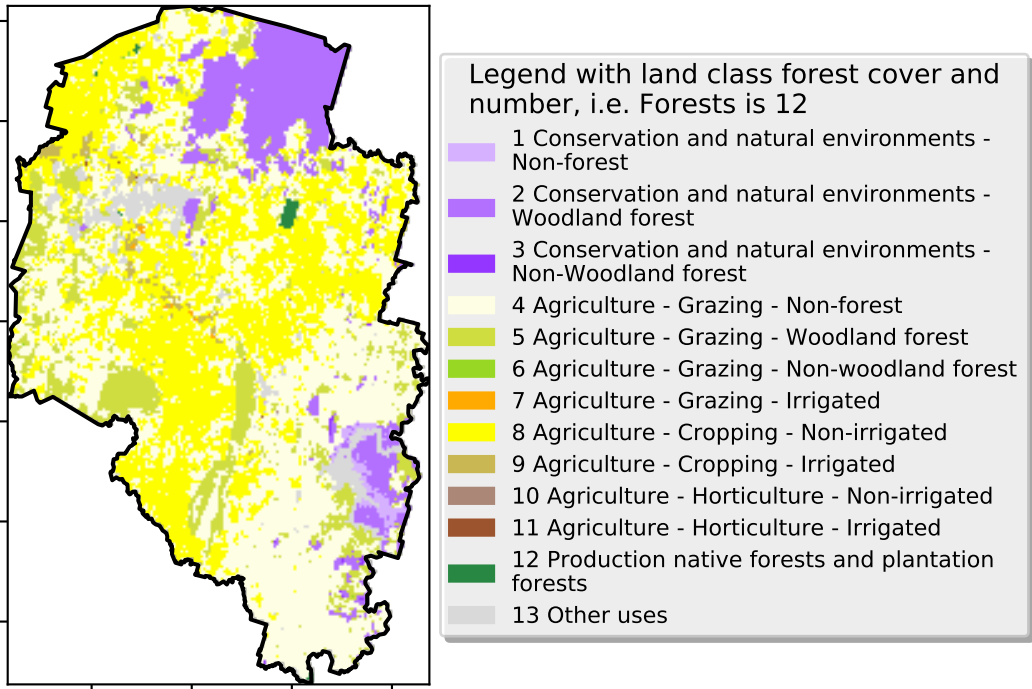 Legend with land class forest cover and
number, i.e. Forests is 12
1 Conservation and natural environments -
Non-forest
2 Conservation and natural environments -
Woodland forest
3 Conservation and natural environments -
Non-Woodland forest
4 Agriculture - Grazing - Non-forest
5 Agriculture - Grazing - Woodland forest
6 Agriculture - Grazing - Non-woodland forest
7 Agriculture - Grazing - Irrigated
8 Agriculture - Cropping - Non-irrigated
9 Agriculture - Cropping - Irrigated
10 Agriculture - Horticulture - Non-irrigated
11 Agriculture - Horticulture - Irrigated
12 Production native forests and plantation
forests
13 Other uses